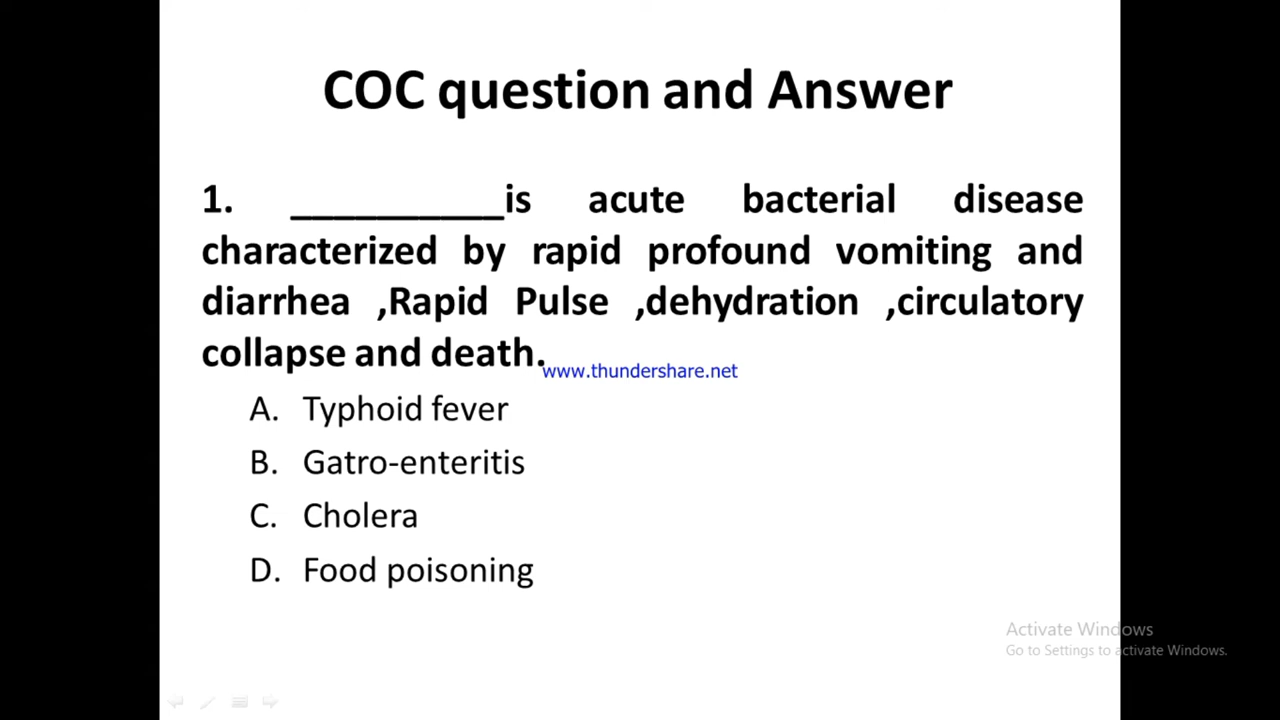 COC question and Answer
1. __________is acute bacterial disease
characterized by rapid profound vomiting and
diarrhea ,Rapid Pulse ,dehydration ,circulatory
collapse and death.
www.thundershare.net
A. Typhoid fever
B. Gatro-enteritis
C. Cholera
D. Food poisoning
Activate Windows
Go to Settings to activate Windows.